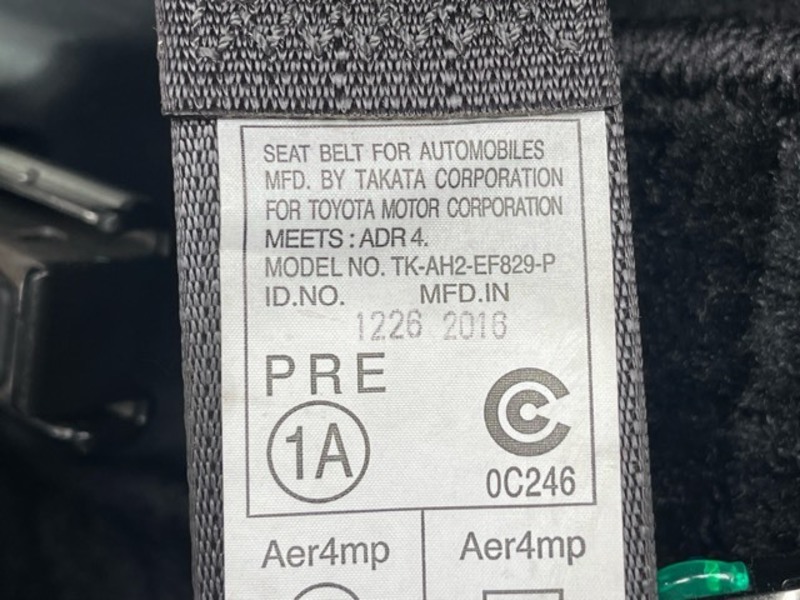 SEAT BELT FOR AUTOMOBILES
MFD. BY TAKATA CORPORATION
FOR TOYOTA MOTOR CORPORATION
MEETS : ADR 4.
MODEL NO. TK-AH2-EF829-P
ID.NO. MFD.IN
1226 2016
PRE
1A
0C246
Aer4mp Aer4mp